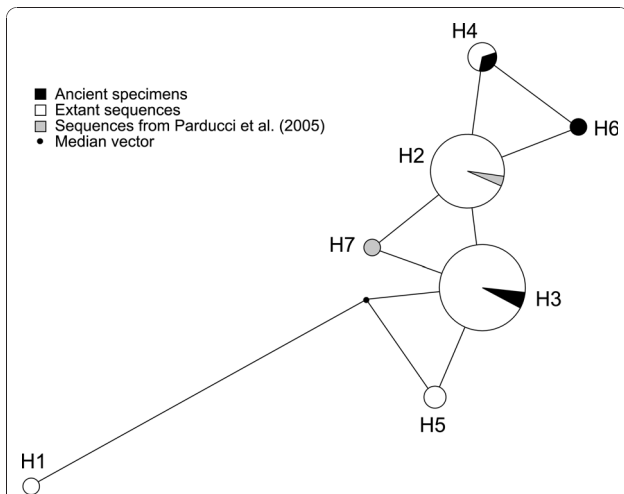 H4
Ancient specimens
Extant sequences
Sequences from Parducci et al. (2005)
Median vector
H6
H2
H7
H3
H5
H1